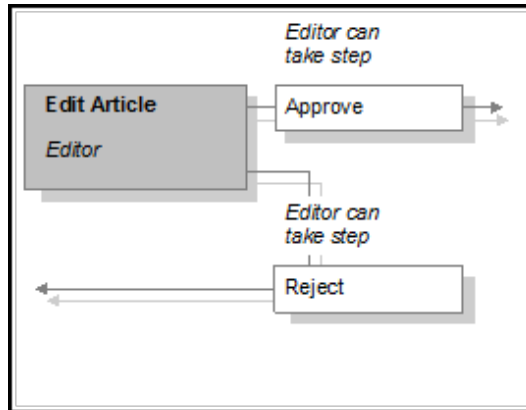 Editor can
take step
Edit Article
Approve
Editor
Editor can
take step
Reject